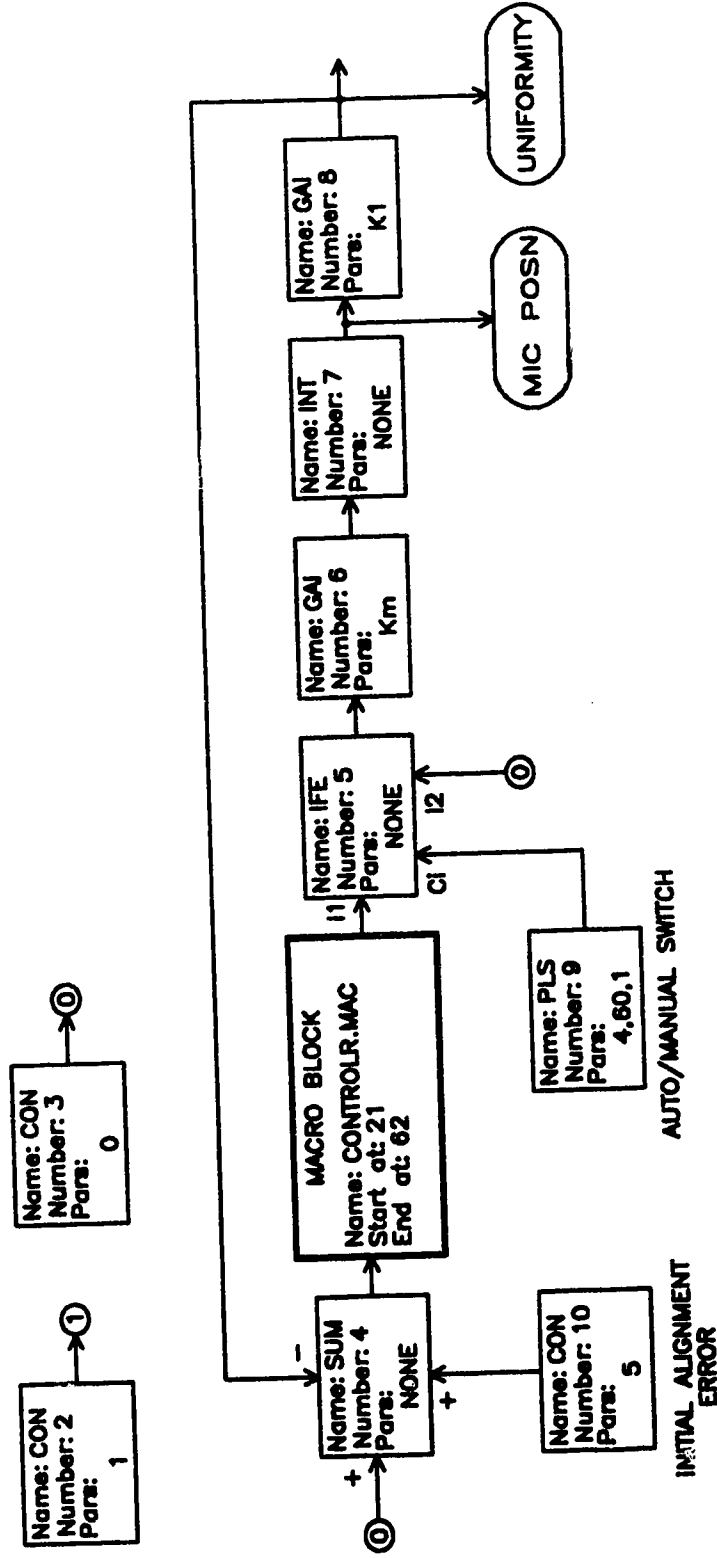 Name: CON
Number: 2
Pars:
1
1
Name: CON
Number: 3
Pars:
0
0
0
+
-
+
Name: SUM
Number: 4
Pars:
NONE
MACRO BLOCK
Name: CONTROLR.MAC
Start at: 21
End at: 62
I1
Name: IFE
Number: 5
Pars:
NONE
CI
I2
0
Name: GAI
Number: 6
Pars:
Km
Name: INT
Number: 7
Pars:
NONE
Name: GAI
Number: 8
Pars:
K1
Name: CON
Number: 10
Pars:
5
INITIAL ALIGNMENT
ERROR
Name: PLS
Number: 9
Pars:
4,60,1
AUTO/MANUAL SWITCH
MIC POSN
UNIFORMITY